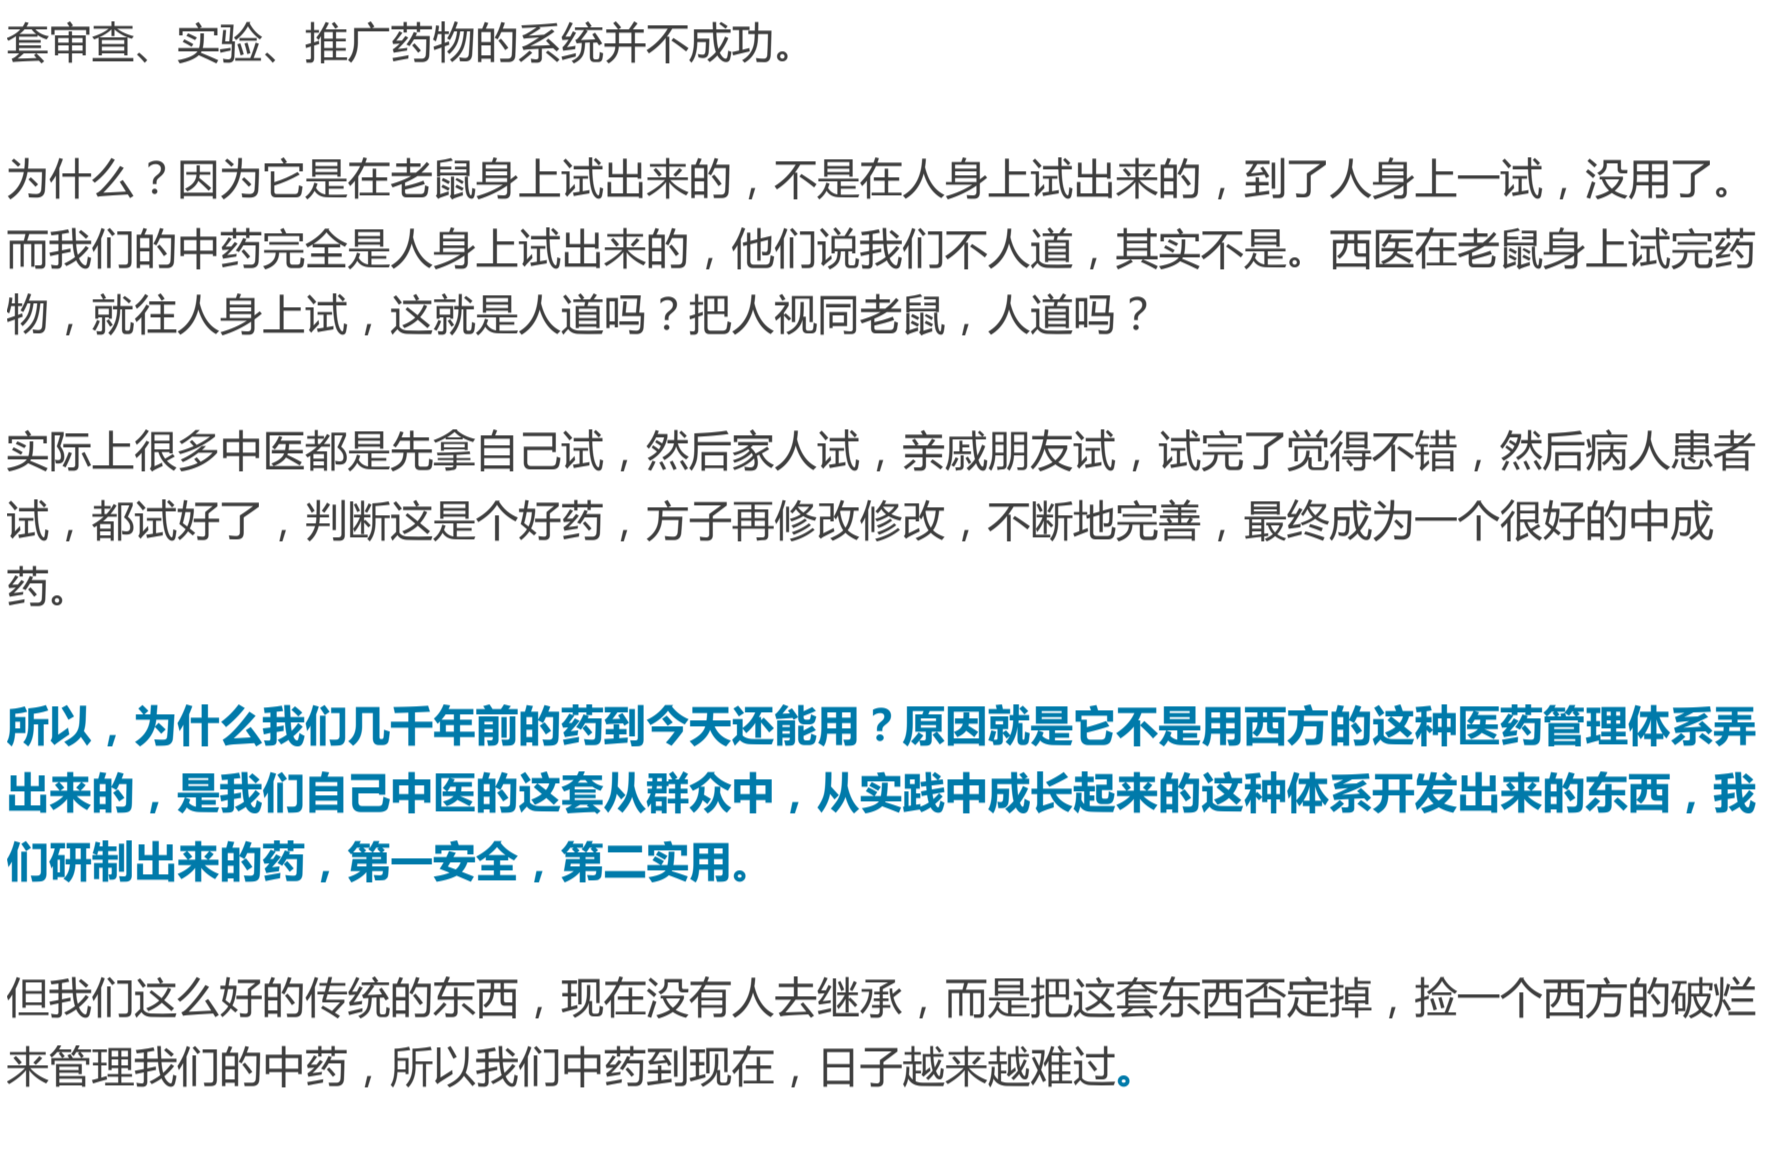 套审查、实验、推广药物的系统并不成功。
为什么？因为它是在老鼠身上试出来的，不是在人身上试出来的，到了人身上一试，没用了。
而我们的中药完全是人身上试出来的，他们说我们不人道，其实不是。西医在老鼠身上试完药
物，就往人身上试，这就是人道吗？把人视同老鼠，人道吗？
实际上很多中医都是先拿自己试，然后家人试，亲戚朋友试，试完了觉得不错，然后病人患者
试，都试好了，判断这是个好药，方子再修改修改，不断地完善，最终成为一个很好的中成
药。
所以，为什么我们几千年前的药到今天还能用？原因就是它不是用西方的这种医药管理体系弄
出来的，是我们自己中医的这套从群众中，从实践中成长起来的这种体系开发出来的东西，我
们研制出来的药，第一安全，第二实用。
但我们这么好的传统的东西，现在没有人去继承，而是把这套东西否定掉，捡一个西方的破烂
来管理我们的中药，所以我们中药到现在，日子越来越难过。